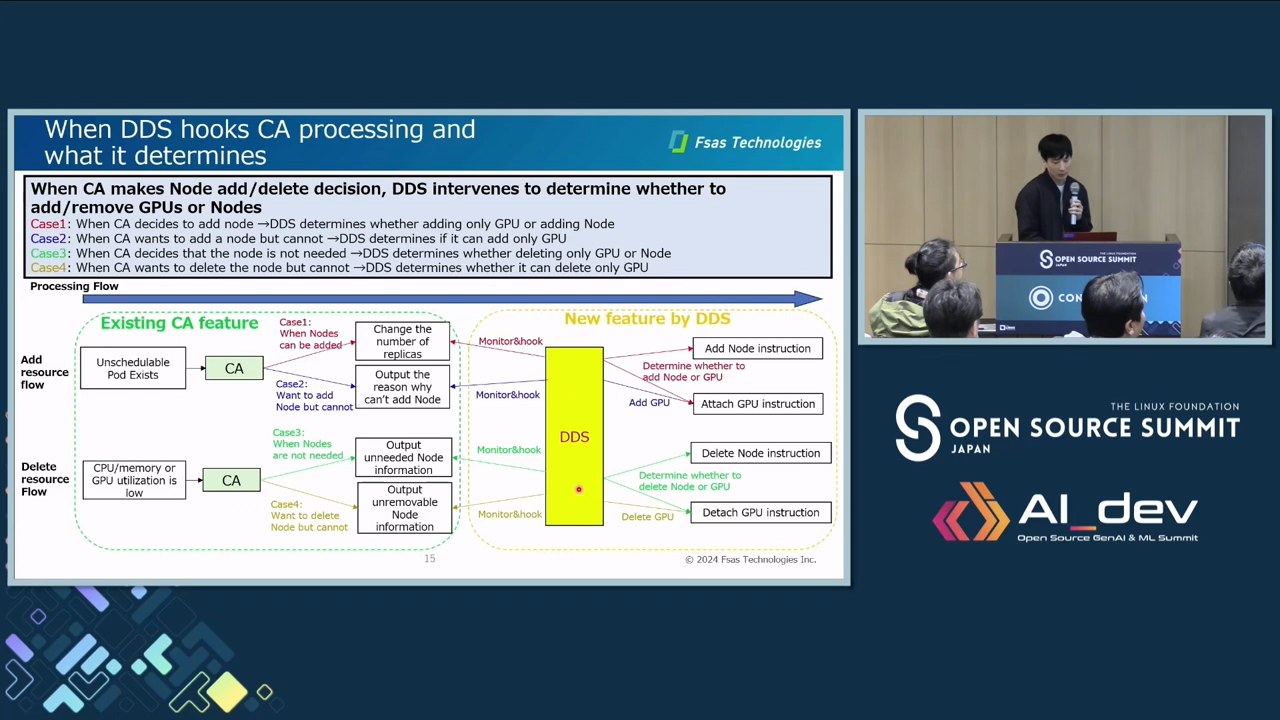 When DDS hooks CA processing and
what it determines
Fsas Technologies
When CA makes Node add/delete decision, DDS intervenes to determine whether to
add/remove GPUs or Nodes
Case1: When CA decides to add node →DDS determines whether adding only GPU or adding Node
Case2: When CA wants to add a node but cannot →DDS determines if it can add only GPU
Case3: When CA decides that the node is not needed →DDS determines whether deleting only GPU or Node
Case4: When CA wants to delete the node but cannot →DDS determines whether it can delete only GPU
Processing Flow
Existing CA feature
New feature by DDS
Add
resource
flow
Unschedulable
Pod Exists
CA
Case1:
When Nodes
can be added
Case2:
Want to add
Node but cannot
Change the
number of
replicas
Output the
reason why
can't add Node
Monitor&hook
Monitor&hook
Delete
resource
Flow
CPU/memory or
GPU utilization is
low
CA
Case3:
When Nodes
are not needed
Case4:
Want to delete
Node but cannot
Output
unneeded Node
information
Output
unremovable
Node
information
Monitor&hook
Monitor&hook
DDS
Add Node instruction
Determine whether to
add Node or GPU
Add GPU
Attach GPU instruction
Delete Node instruction
Determine whether to
delete Node or GPU
Delete GPU
Detach GPU instruction
15
© 2024 Fsas Technologies Inc.
THE LINUX FOUNDATION
OPEN SOURCE SUMMIT
JAPAN
THE LINUX FOUNDATION
OPEN SOURCE SUMMIT
JAPAN
AI_dev
Open Source GenAI & ML Summit